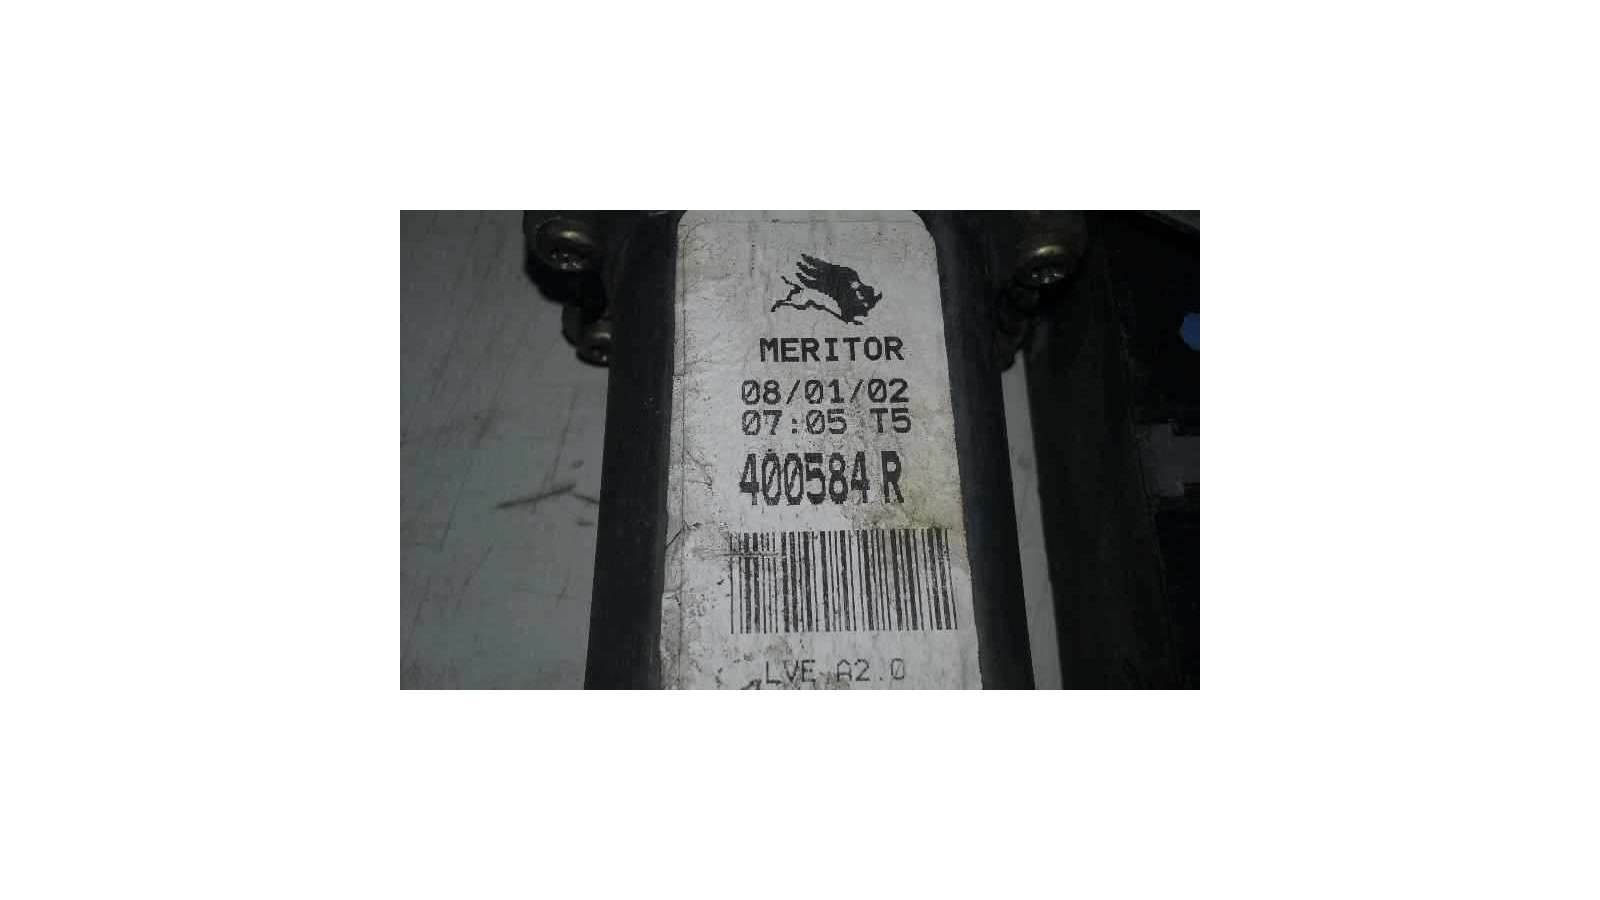 MERITOR
08/01/02
07:05 T5
400584 R
LVE A2.0